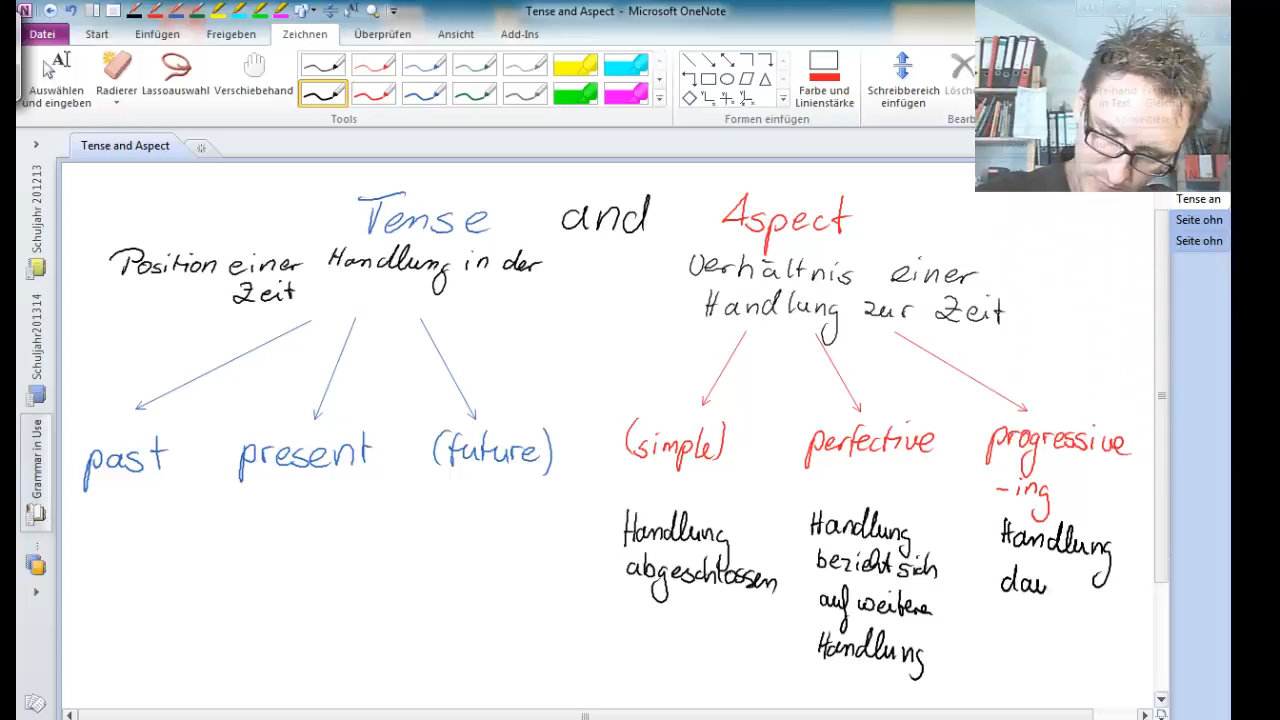 Tense and Aspect - Microsoft OneNote
Datei Start Einfügen Freigeben Zeichnen Überprüfen Ansicht Add-Ins
Auswählen und eingeben
Radierer
Lassoauswahl
Verschiebehand
Tools
Formen einfügen
Farbe und Linienstärke
Schreibbereich einfügen
Tense and Aspect
Schuljahr 201213
Schuljahr201314
Grammar in Use
Tense an
Seite ohn
Seite ohn
Tense and Aspect
Position einer Handlung in der
Zeit
Verhältnis einer
Handlung zur Zeit
past present (future)
(simple) perfective progressive
-ing
Handlung
abgeschlossen
Handlung
bezieht sich
auf weitere
Handlung
Handlung
dau